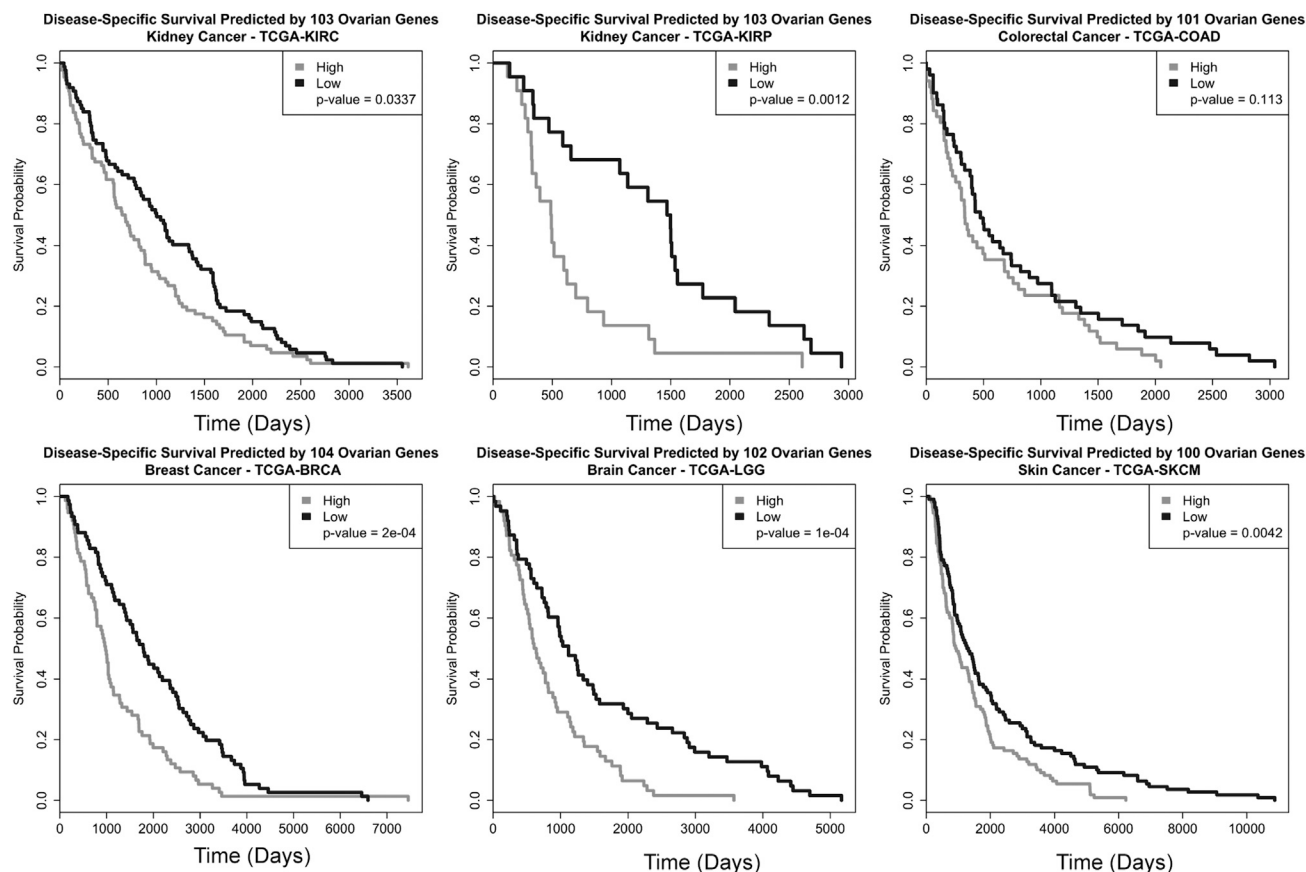 Disease-Specific Survival Predicted by 103 Ovarian Genes
Kidney Cancer - TCGA-KIRC
High
Low
p-value = 0.0337
Survival Probability
0.0 0.2 0.4 0.6 0.8 1.0
0 500 1000 1500 2000 2500 3000 3500
Time (Days)
Disease-Specific Survival Predicted by 103 Ovarian Genes
Kidney Cancer - TCGA-KIRP
High
Low
p-value = 0.0012
Survival Probability
0.0 0.2 0.4 0.6 0.8 1.0
0 500 1000 1500 2000 2500 3000
Time (Days)
Disease-Specific Survival Predicted by 101 Ovarian Genes
Colorectal Cancer - TCGA-COAD
High
Low
p-value = 0.113
Survival Probability
0.0 0.2 0.4 0.6 0.8 1.0
0 500 1000 1500 2000 2500 3000
Time (Days)
Disease-Specific Survival Predicted by 104 Ovarian Genes
Breast Cancer - TCGA-BRCA
High
Low
p-value = 2e-04
Survival Probability
0.0 0.2 0.4 0.6 0.8 1.0
0 1000 2000 3000 4000 5000 6000 7000
Time (Days)
Disease-Specific Survival Predicted by 102 Ovarian Genes
Brain Cancer - TCGA-LGG
High
Low
p-value = 1e-04
Survival Probability
0.0 0.2 0.4 0.6 0.8 1.0
0 1000 2000 3000 4000 5000
Time (Days)
Disease-Specific Survival Predicted by 100 Ovarian Genes
Skin Cancer - TCGA-SKCM
High
Low
p-value = 0.0042
Survival Probability
0.0 0.2 0.4 0.6 0.8 1.0
0 2000 4000 6000 8000 10000
Time (Days)